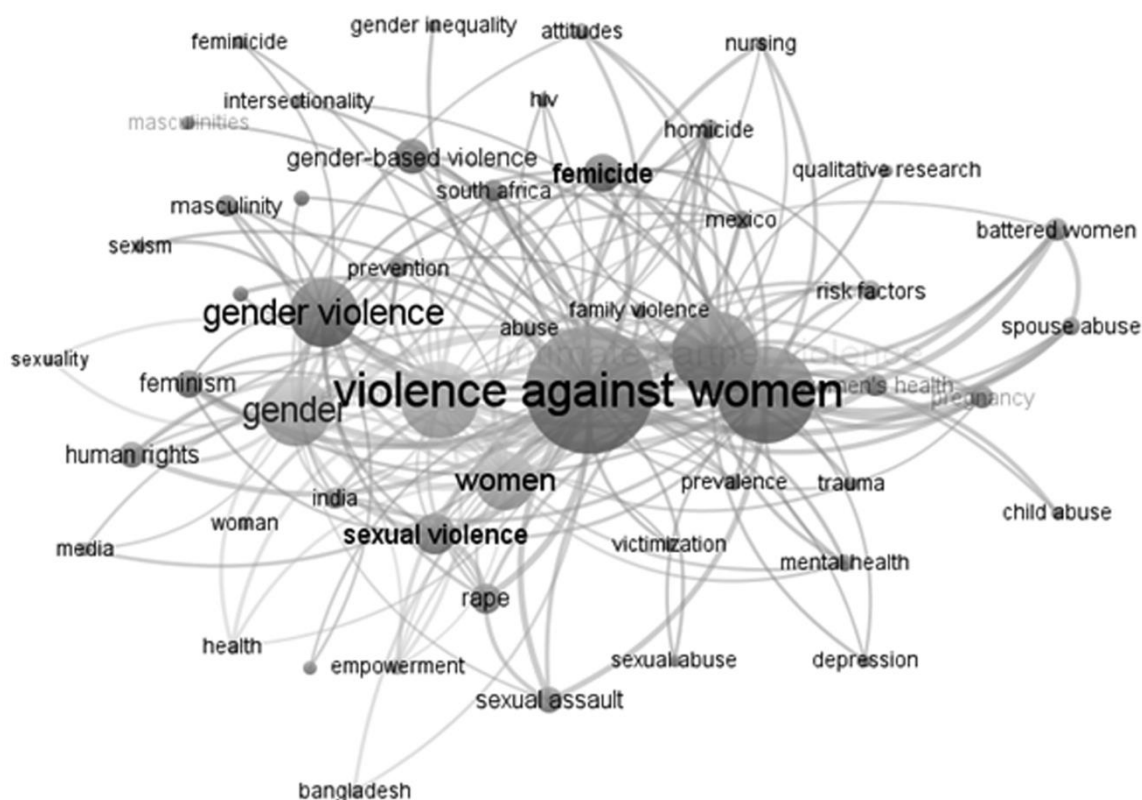 gender inequality
attitudes
feminicide
nursing
intersectionality
hiv
masculinities
homicide
gender-based violence
femicide
qualitative research
south africa
masculinity
mexico
battered women
sexism
prevention
risk factors
gender violence
family violence
abuse
spouse abuse
intimate partner violence
sexuality
feminism
violence against women
women's health
pregnancy
gender
human rights
women
prevalence
trauma
india
child abuse
woman
sexual violence
media
victimization
mental health
rape
health
empowerment
sexual abuse
depression
sexual assault
bangladesh